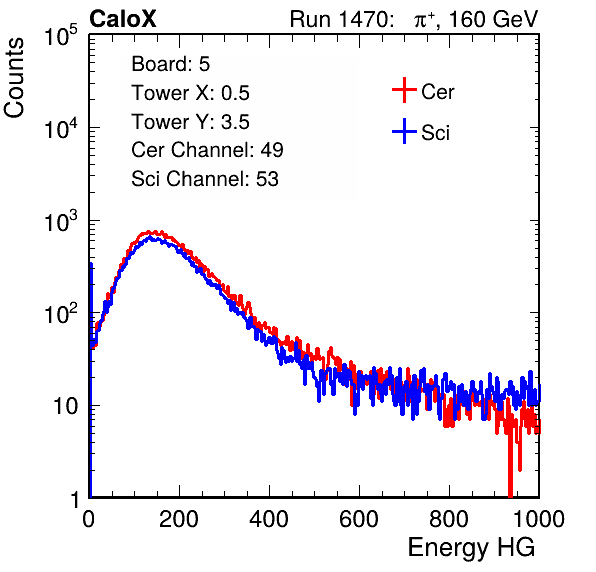 CaloX Run 1470: π⁺, 160 GeV
Counts
10⁵
10⁴
10³
10²
10
1
Board: 5
Tower X: 0.5
Tower Y: 3.5
Cer Channel: 49
Sci Channel: 53
Cer
Sci
0 200 400 600 800 1000
Energy HG